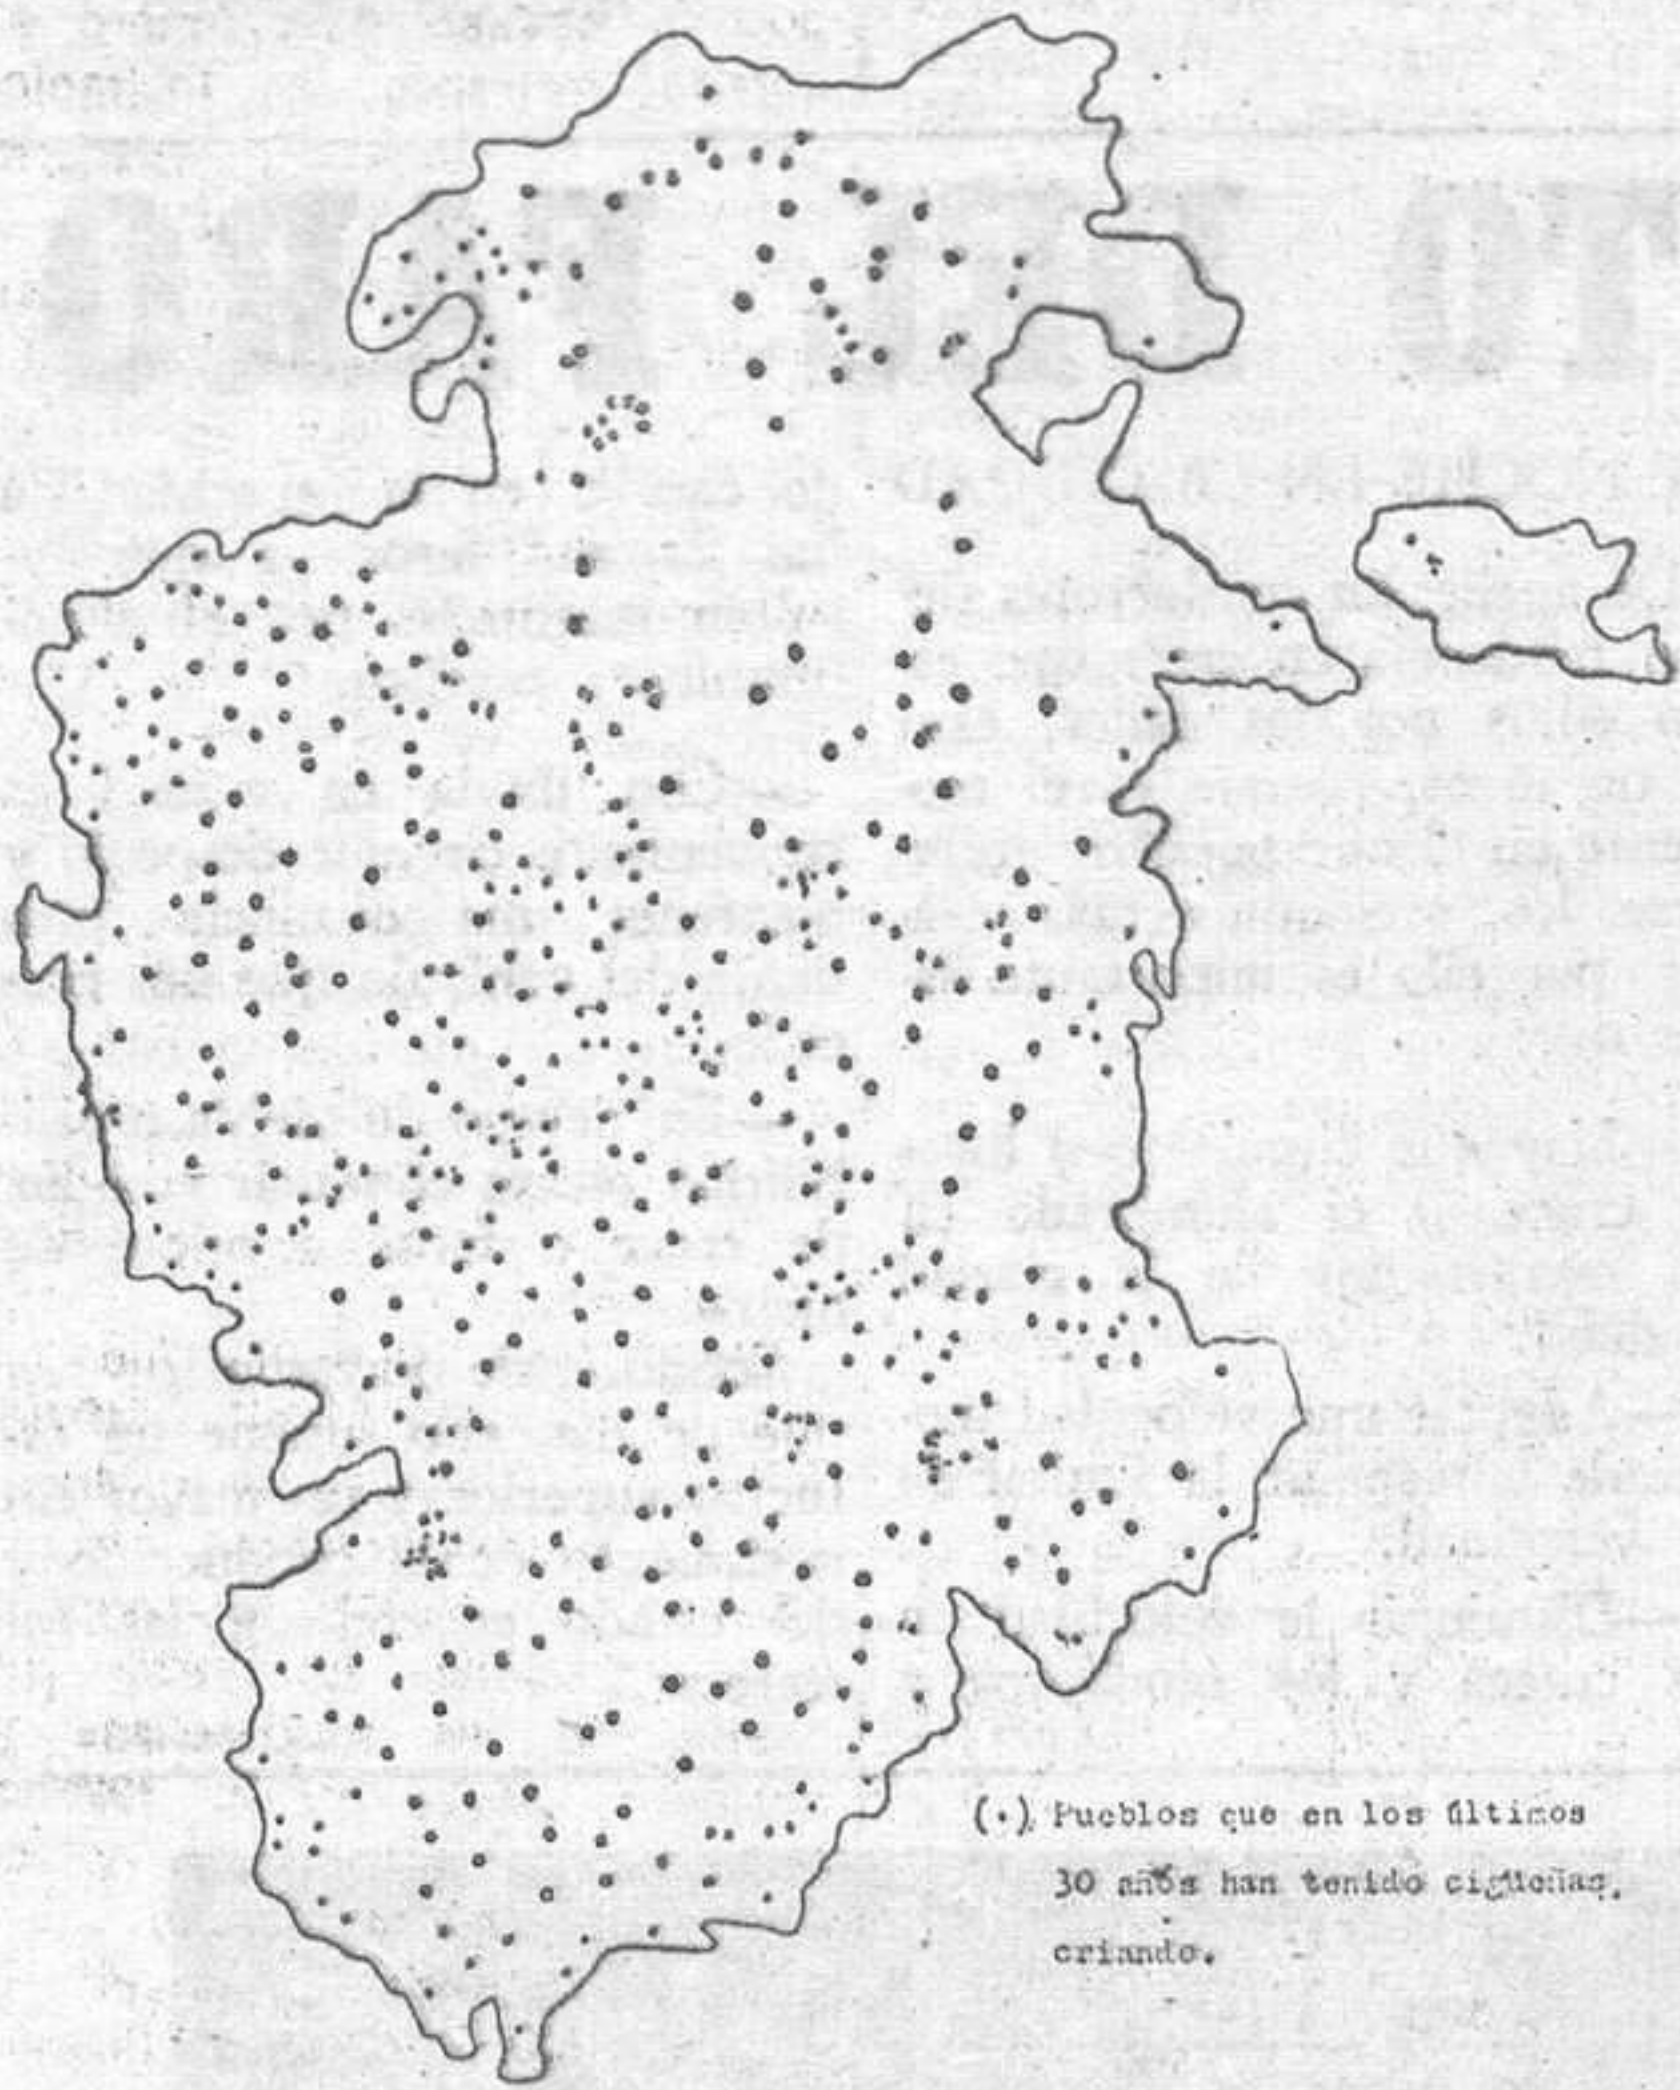 (.) Pueblos que en los últimos
30 años han tenido cigüeñas.
criando.